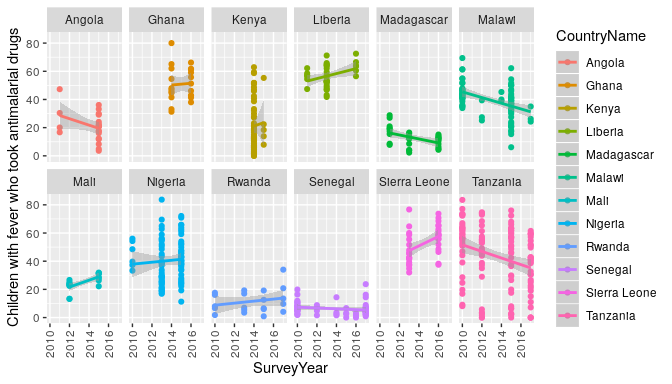 Angola Ghana Kenya Liberia Madagascar Malawi
80
60
40
20
0
Mali Nigeria Rwanda Senegal Sierra Leone Tanzania
80
60
40
20
0
2010 2012 2014 2016 2010 2012 2014 2016 2010 2012 2014 2016 2010 2012 2014 2016 2010 2012 2014 2016 2010 2012 2014 2016
SurveyYear
Children with fever who took antimalarial drugs
CountryName
Angola
Ghana
Kenya
Liberia
Madagascar
Malawi
Mali
Nigeria
Rwanda
Senegal
Sierra Leone
Tanzania